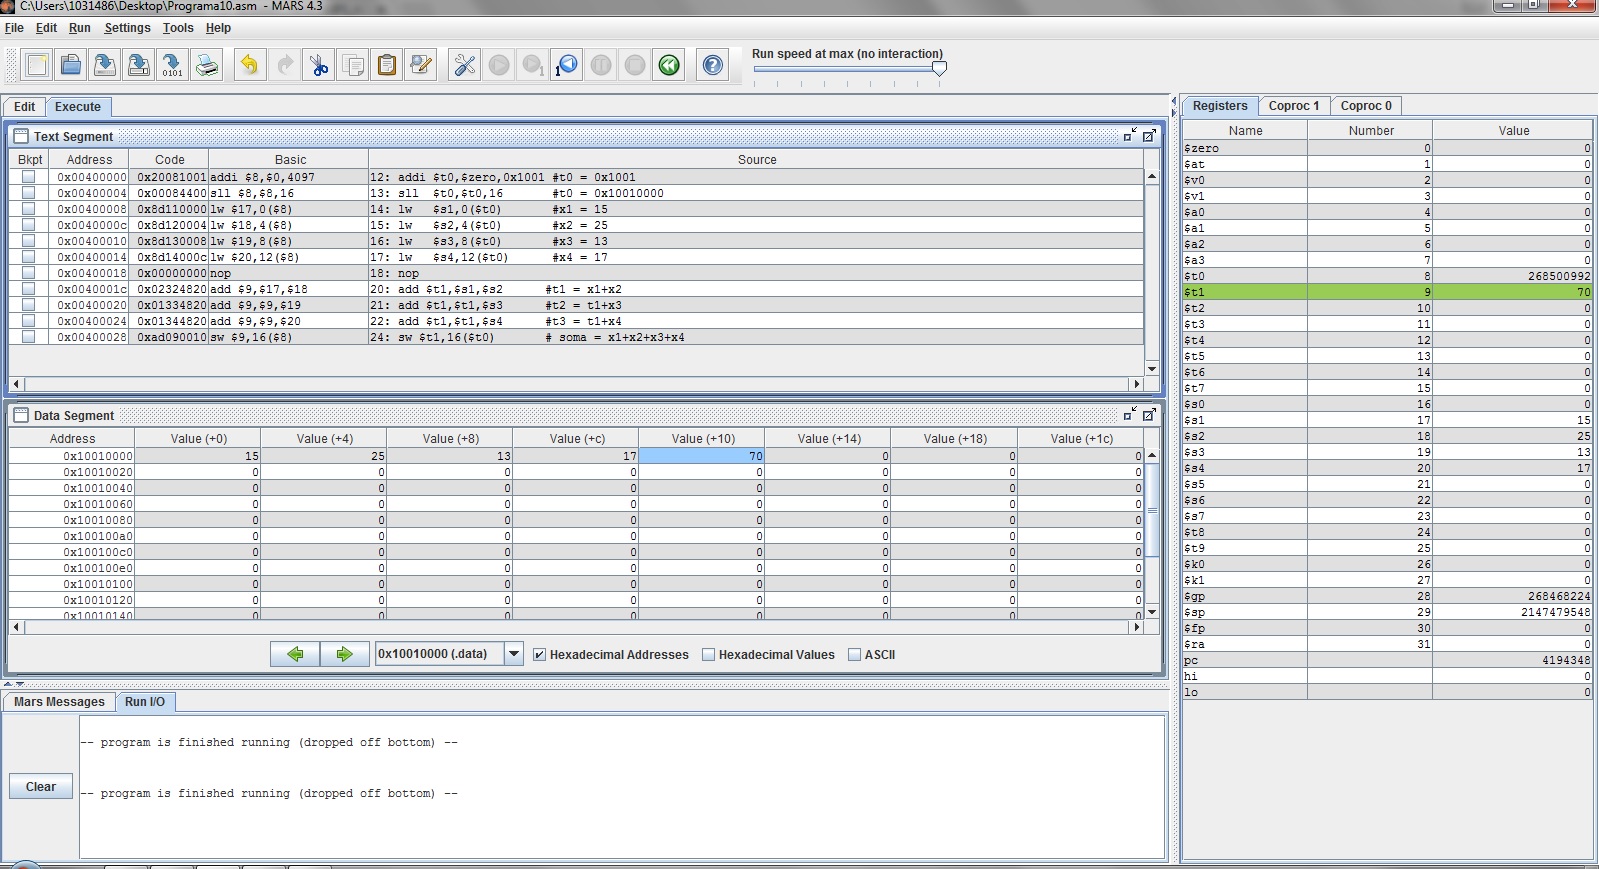 C:\Users\1031486\Desktop\Programa10.asm - MARS 4.3
File Edit Run Settings Tools Help
Run speed at max (no interaction)
Edit Execute
Text Segment
Bkpt Address Code Basic Source
0x00400000 0x20081001 addi $8,$0,4097 12: addi $t0,$zero,0x1001 #t0 = 0x1001
0x00400004 0x00084400 sll $8,$8,16 13: sll $t0,$t0,16 #t0 = 0x10010000
0x00400008 0x8d110000 lw $17,0($8) 14: lw $s1,0($t0) #x1 = 15
0x0040000c 0x8d120004 lw $18,4($8) 15: lw $s2,4($t0) #x2 = 25
0x00400010 0x8d130008 lw $19,8($8) 16: lw $s3,8($t0) #x3 = 13
0x00400014 0x8d14000c lw $20,12($8) 17: lw $s4,12($t0) #x4 = 17
0x00400018 0x00000000 nop 18: nop
0x0040001c 0x02324820 add $9,$17,$18 20: add $t1,$s1,$s2 #t1 = x1+x2
0x00400020 0x01334820 add $9,$9,$19 21: add $t1,$t1,$s3 #t2 = t1+x3
0x00400024 0x01344820 add $9,$9,$20 22: add $t1,$t1,$s4 #t3 = t1+x4
0x00400028 0xad090010 sw $9,16($8) 24: sw $t1,16($t0) # soma = x1+x2+x3+x4
Data Segment
Address Value (+0) Value (+4) Value (+8) Value (+c) Value (+10) Value (+14) Value (+18) Value (+1c)
0x10010000 15 25 13 17 70 0 0 0
0x10010020 0 0 0 0 0 0 0 0
0x10010040 0 0 0 0 0 0 0 0
0x10010060 0 0 0 0 0 0 0 0
0x10010080 0 0 0 0 0 0 0 0
0x100100a0 0 0 0 0 0 0 0 0
0x100100c0 0 0 0 0 0 0 0 0
0x100100e0 0 0 0 0 0 0 0 0
0x10010100 0 0 0 0 0 0 0 0
0x10010120 0 0 0 0 0 0 0 0
0x10010140 0 0 0 0 0 0 0 0
0x10010000 (.data) Hexadecimal Addresses Hexadecimal Values ASCII
Mars Messages Run I/O
-- program is finished running (dropped off bottom) --
Clear
-- program is finished running (dropped off bottom) --
Registers Coproc 1 Coproc 0
Name Number Value
$zero 0 0
$at 1 0
$v0 2 0
$v1 3 0
$a0 4 0
$a1 5 0
$a2 6 0
$a3 7 0
$t0 8 268500992
$t1 9 70
$t2 10 0
$t3 11 0
$t4 12 0
$t5 13 0
$t6 14 0
$t7 15 0
$s0 16 0
$s1 17 15
$s2 18 25
$s3 19 13
$s4 20 17
$s5 21 0
$s6 22 0
$s7 23 0
$t8 24 0
$t9 25 0
$k0 26 0
$k1 27 0
$gp 28 268468224
$sp 29 2147479548
$fp 30 0
$ra 31 0
pc 4194348
hi 0
lo 0